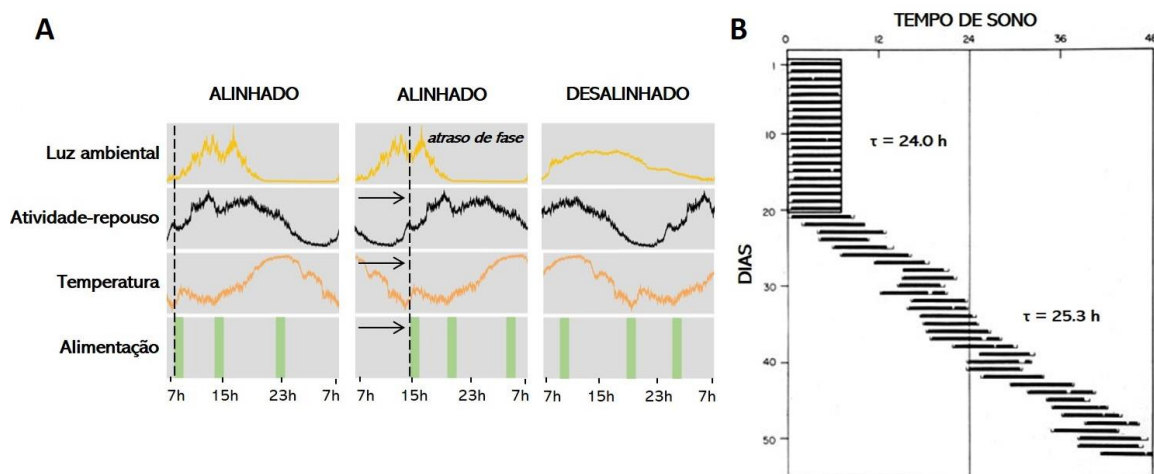 A
ALINHADO
ALINHADO
DESALINHADO
Luz ambiental
atraso de fase
Atividade-repouso
Temperatura
Alimentação
7h 15h 23h 7h 15h 23h 7h 15h 23h 7h
B
TEMPO DE SONO
0 12 24 36 48
DIAS
1
10
20
30
40
50
τ = 24.0 h
τ = 25.3 h